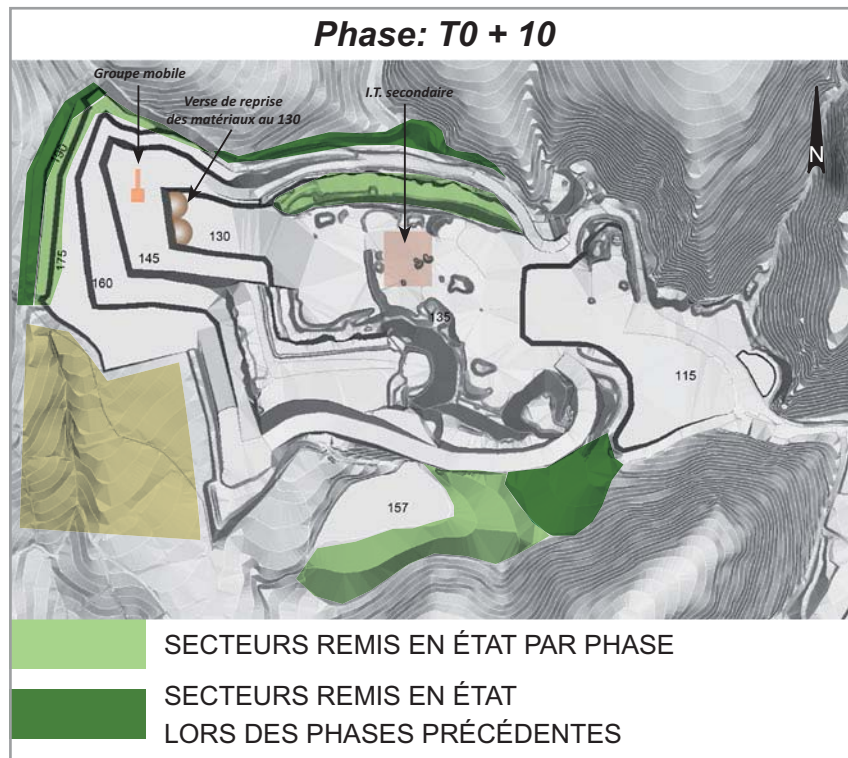 Phase: T0 + 10
Groupe mobile
Verse de reprise
des matériaux au 130
I.T. secondaire
N
190
175
160
145
130
135
115
157
SECTEURS REMIS EN ÉTAT PAR PHASE
SECTEURS REMIS EN ÉTAT
LORS DES PHASES PRÉCÉDENTES